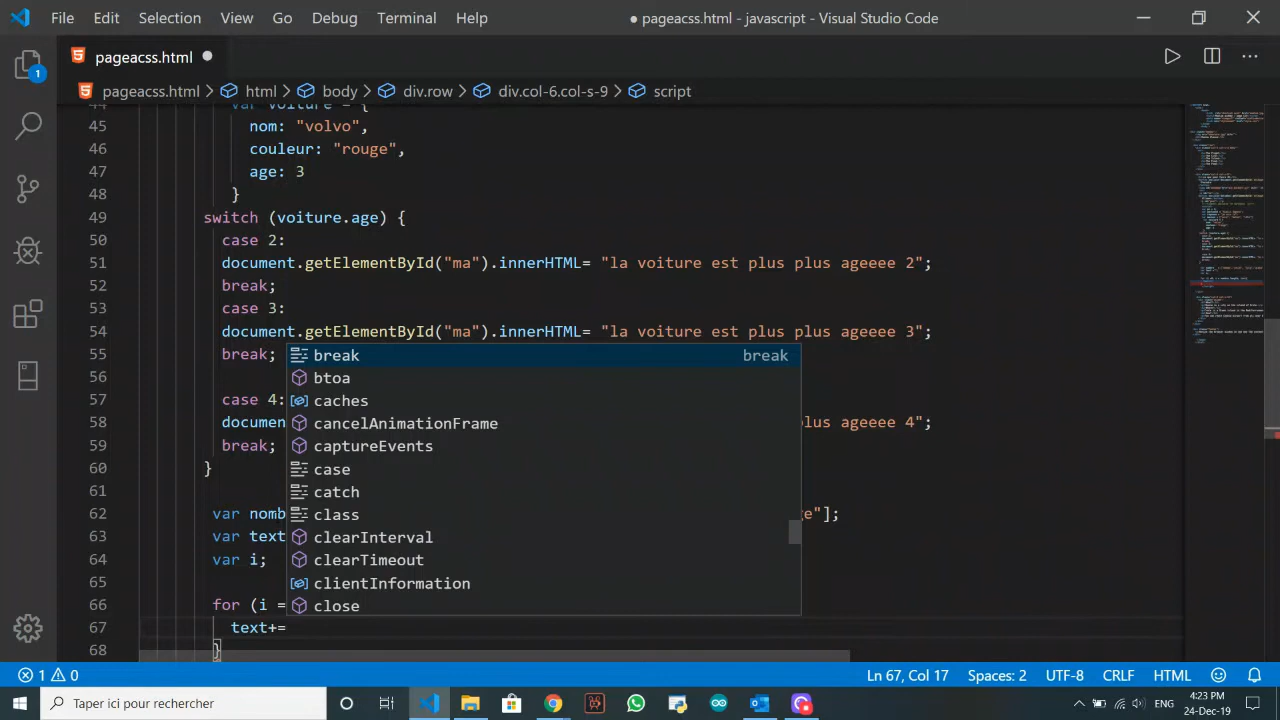 File Edit Selection View Go Debug Terminal Help
● pageacss.html - javascript - Visual Studio Code
pageacss.html
pageacss.html > html > body > div.row > div.col-6.col-s-9 > script
44 var voiture = {
45 nom: "volvo",
46 couleur: "rouge",
47 age: 3
48 }
49 switch (voiture.age) {
50 case 2:
51 document.getElementById("ma").innerHTML= "la voiture est plus plus ageeee 2";
52 break;
53 case 3:
54 document.getElementById("ma").innerHTML= "la voiture est plus plus ageeee 3";
55 break;
break break
56
btoa
57 case 4:
caches
58 documen plus ageeee 4";
cancelAnimationFrame
59 break;
captureEvents
60 }
case
61
catch
62 var nomb e"];
class
63 var text
clearInterval
64 var i;
clearTimeout
65
clientInformation
66 for (i =
close
67 text+=
68 }
1
1 0
Ln 67, Col 17 Spaces: 2 UTF-8 CRLF HTML
Tapenici pour rechercher
ENG
4:23 PM
24-Dec-19